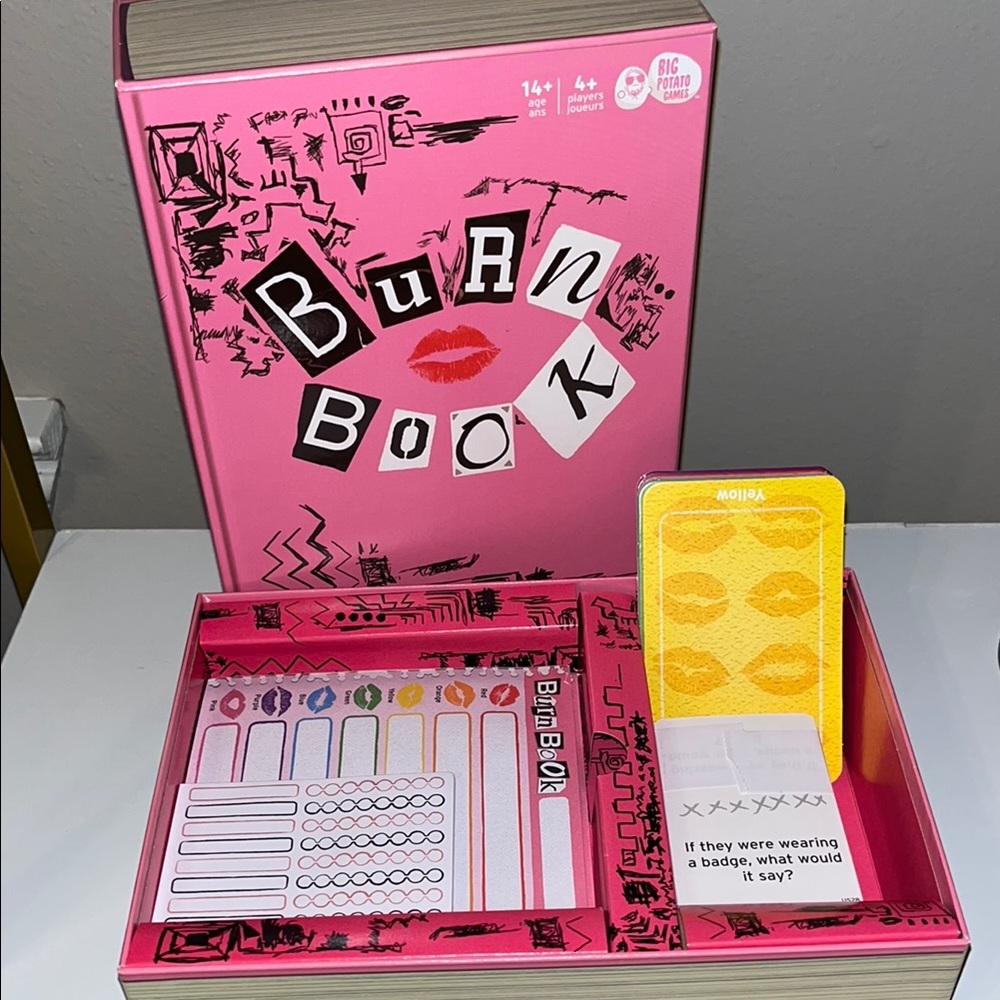 14+
age
ans
4+
players
joueurs
BIG
POTATO
GAMES
BuRn
BOOK
Yellow
Pink
Purple
Blue
Green
Yellow
Orange
Red
Burn Book
xxxxxxx
If they were wearing
a badge, what would
it say?